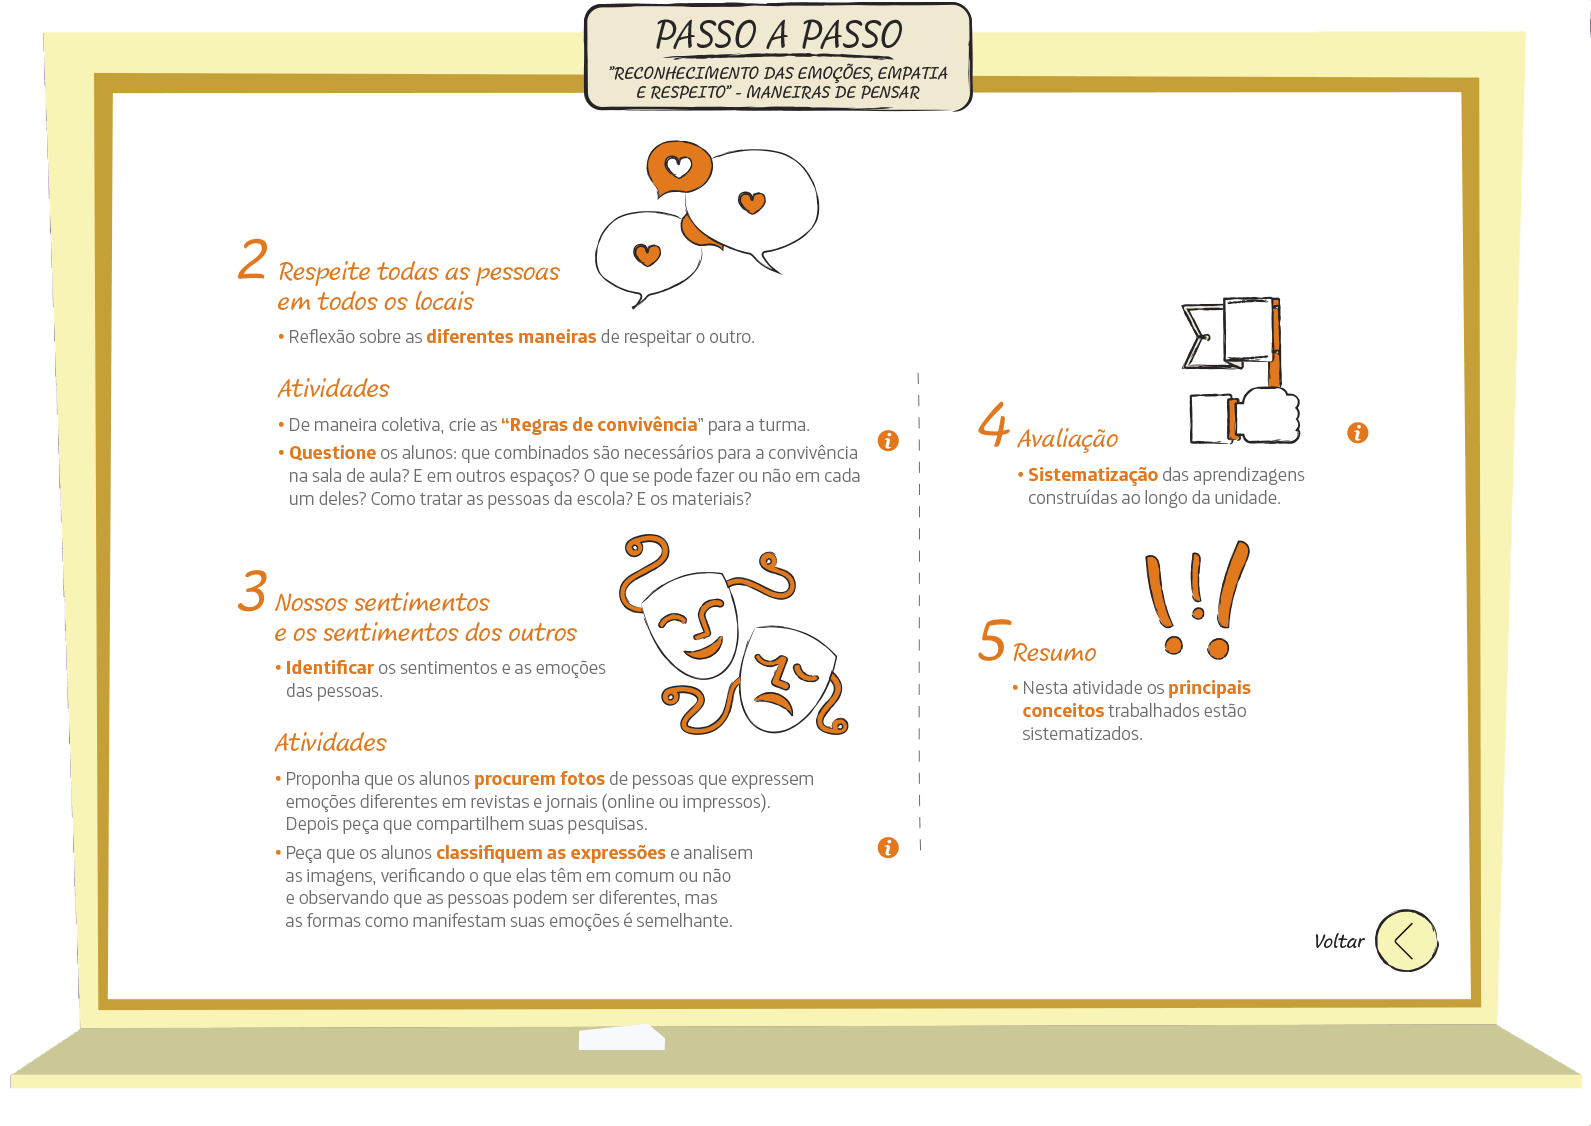 PASSO A PASSO
"RECONHECIMENTO DAS EMOÇÕES, EMPATIA
E RESPEITO" - MANEIRAS DE PENSAR
2 Respeite todas as pessoas
em todos os locais
• Reflexão sobre as diferentes maneiras de respeitar o outro.
Atividades
• De maneira coletiva, crie as “Regras de convivência” para a turma.
• Questione os alunos: que combinados são necessários para a convivência
na sala de aula? E em outros espaços? O que se pode fazer ou não em cada
um deles? Como tratar as pessoas da escola? E os materiais?
i
3 Nossos sentimentos
e os sentimentos dos outros
• Identificar os sentimentos e as emoções
das pessoas.
Atividades
• Proponha que os alunos procurem fotos de pessoas que expressem
emoções diferentes em revistas e jornais (online ou impressos).
Depois peça que compartilhem suas pesquisas.
• Peça que os alunos classifiquem as expressões e analisem
as imagens, verificando o que elas têm em comum ou não
e observando que as pessoas podem ser diferentes, mas
as formas como manifestam suas emoções é semelhante.
i
4 Avaliação
i
• Sistematização das aprendizagens
construídas ao longo da unidade.
5 Resumo
• Nesta atividade os principais
conceitos trabalhados estão
sistematizados.
Voltar